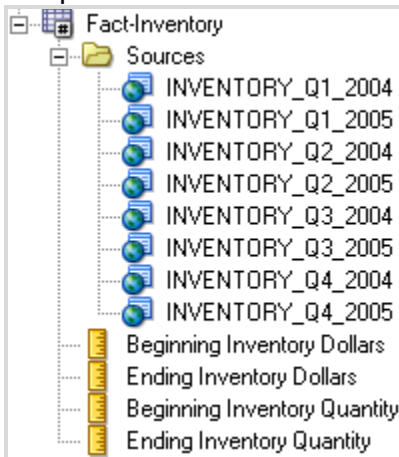 Fact-Inventory
Sources
INVENTORY_Q1_2004
INVENTORY_Q1_2005
INVENTORY_Q2_2004
INVENTORY_Q2_2005
INVENTORY_Q3_2004
INVENTORY_Q3_2005
INVENTORY_Q4_2004
INVENTORY_Q4_2005
Beginning Inventory Dollars
Ending Inventory Dollars
Beginning Inventory Quantity
Ending Inventory Quantity